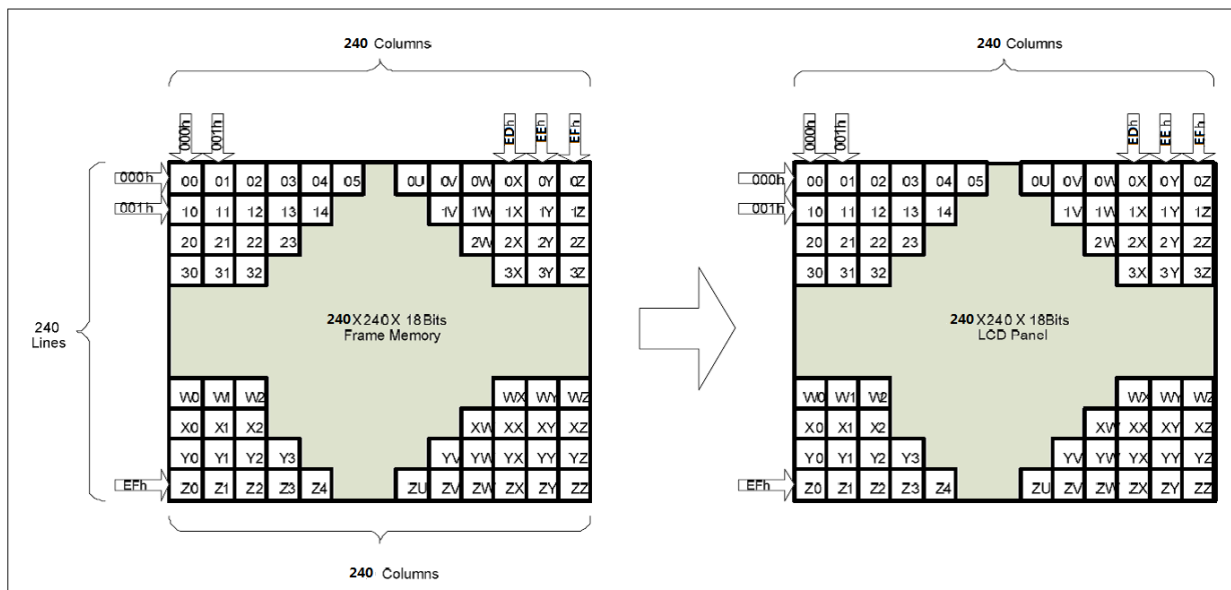 240 Columns 240 Columns
000h 001h EDh EEh EFh 000h 001h EDh EEh EFh
000h 00 01 02 03 04 05 0U 0V 0W 0X 0Y 0Z 000h 00 01 02 03 04 05 0U 0V 0W 0X 0Y 0Z
001h 10 11 12 13 14 1V 1W 1X 1Y 1Z 001h 10 11 12 13 14 1V 1W 1X 1Y 1Z
20 21 22 23 2W 2X 2Y 2Z 20 21 22 23 2W 2X 2Y 2Z
30 31 32 3X 3Y 3Z 30 31 32 3X 3Y 3Z
240
Lines
240X240X 18Bits
Frame Memory
240X240X 18Bits
LCD Panel
W0 W1 W2 WX WY WZ W0 W1 W2 WX WY WZ
X0 X1 X2 XW XX XY XZ X0 X1 X2 XW XX XY XZ
Y0 Y1 Y2 Y3 YV YW YX YY YZ Y0 Y1 Y2 Y3 YV YW YX YY YZ
EFh Z0 Z1 Z2 Z3 Z4 ZU ZV ZW ZX ZY ZZ EFh Z0 Z1 Z2 Z3 Z4 ZU ZV ZW ZX ZY ZZ
240 Columns